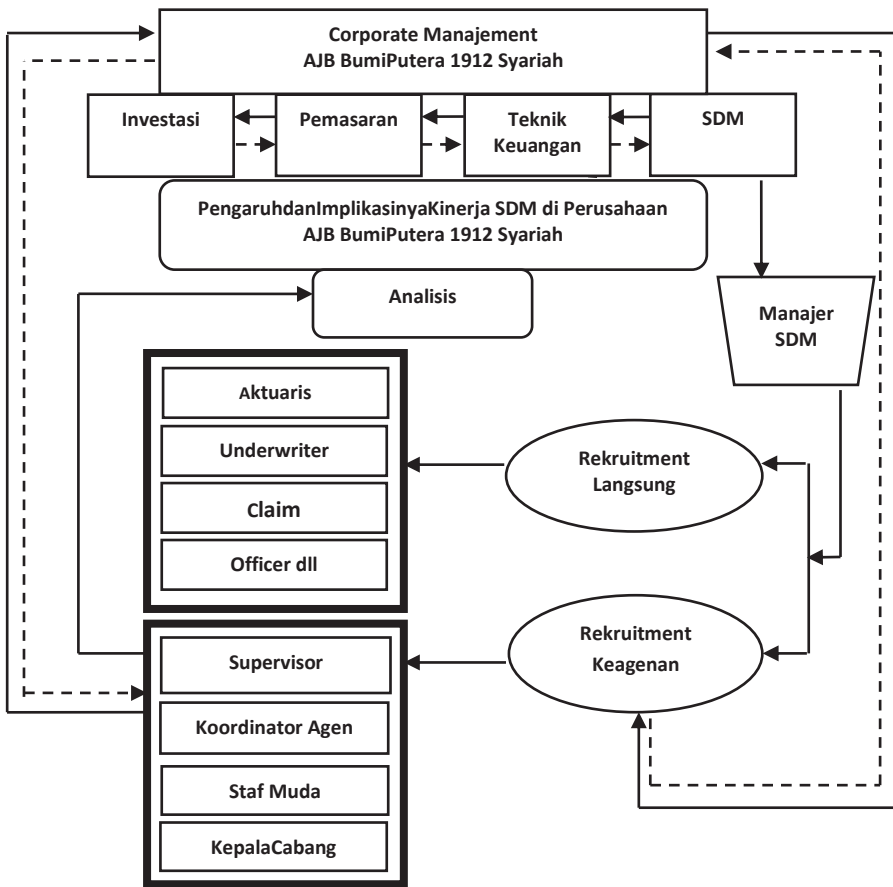 Corporate Manajement
AJB BumiPutera 1912 Syariah
Investasi
Pemasaran
Teknik
Keuangan
SDM
PengaruhdanImplikasinyaKinerja SDM di Perusahaan
AJB BumiPutera 1912 Syariah
Analisis
Manajer
SDM
Aktuaris
Underwriter
Claim
Officer dll
Rekruitment
Langsung
Rekruitment
Keagenan
Supervisor
Koordinator Agen
Staf Muda
KepalaCabang